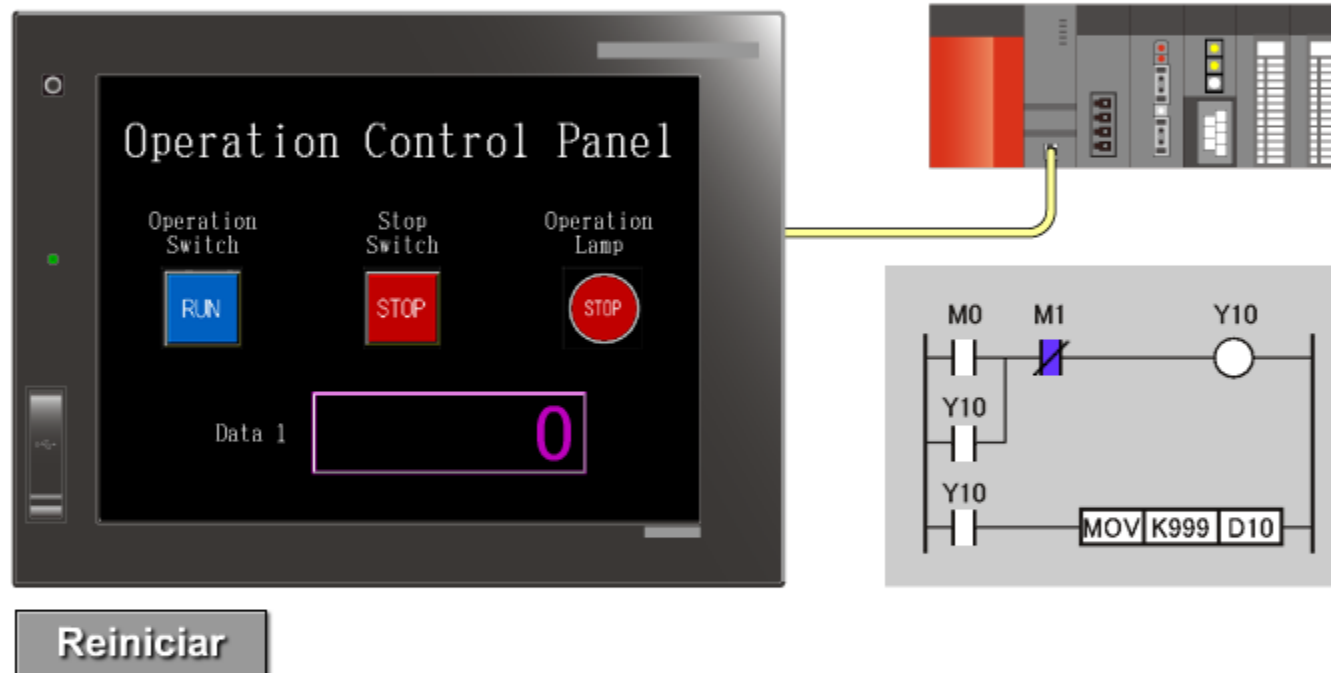 Operation Control Panel
Operation
Switch
Stop
Switch
Operation
Lamp
RUN
STOP
STOP
Data 1
0
M0
M1
Y10
Y10
Y10
MOV K999 D10
Reiniciar